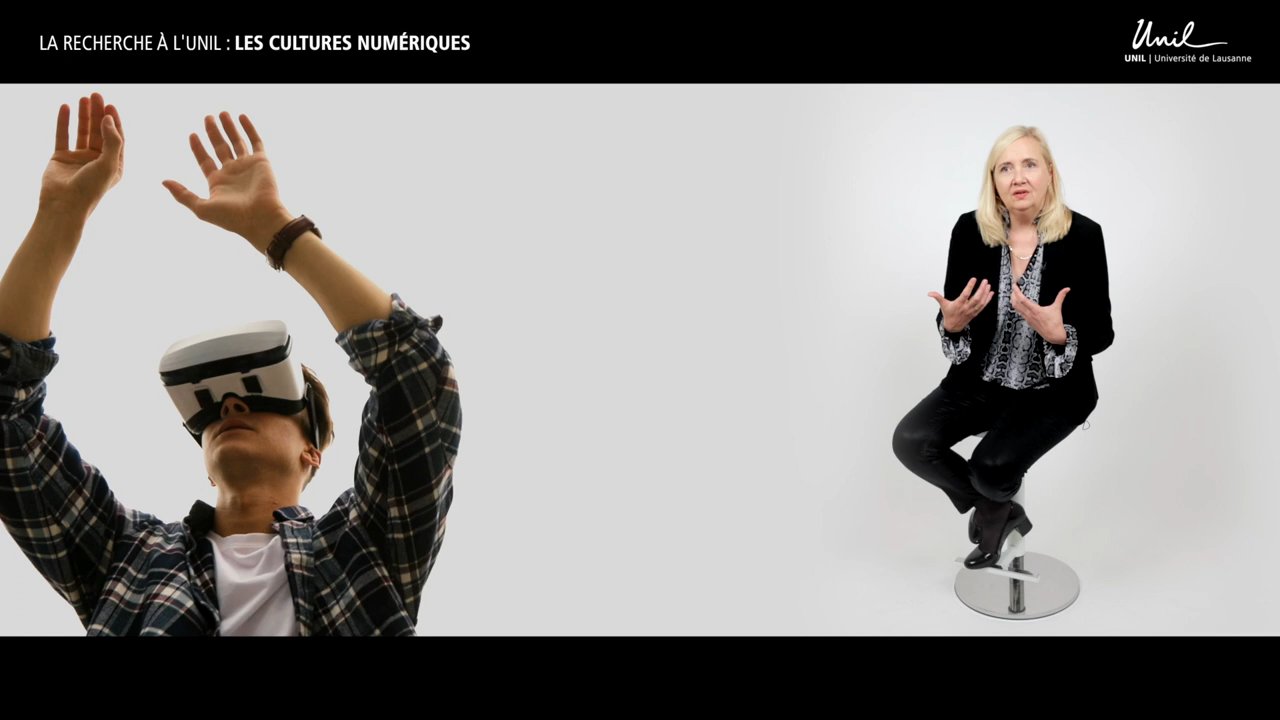 LA RECHERCHE À L'UNIL : LES CULTURES NUMÉRIQUES
Unil
UNIL | Université de Lausanne